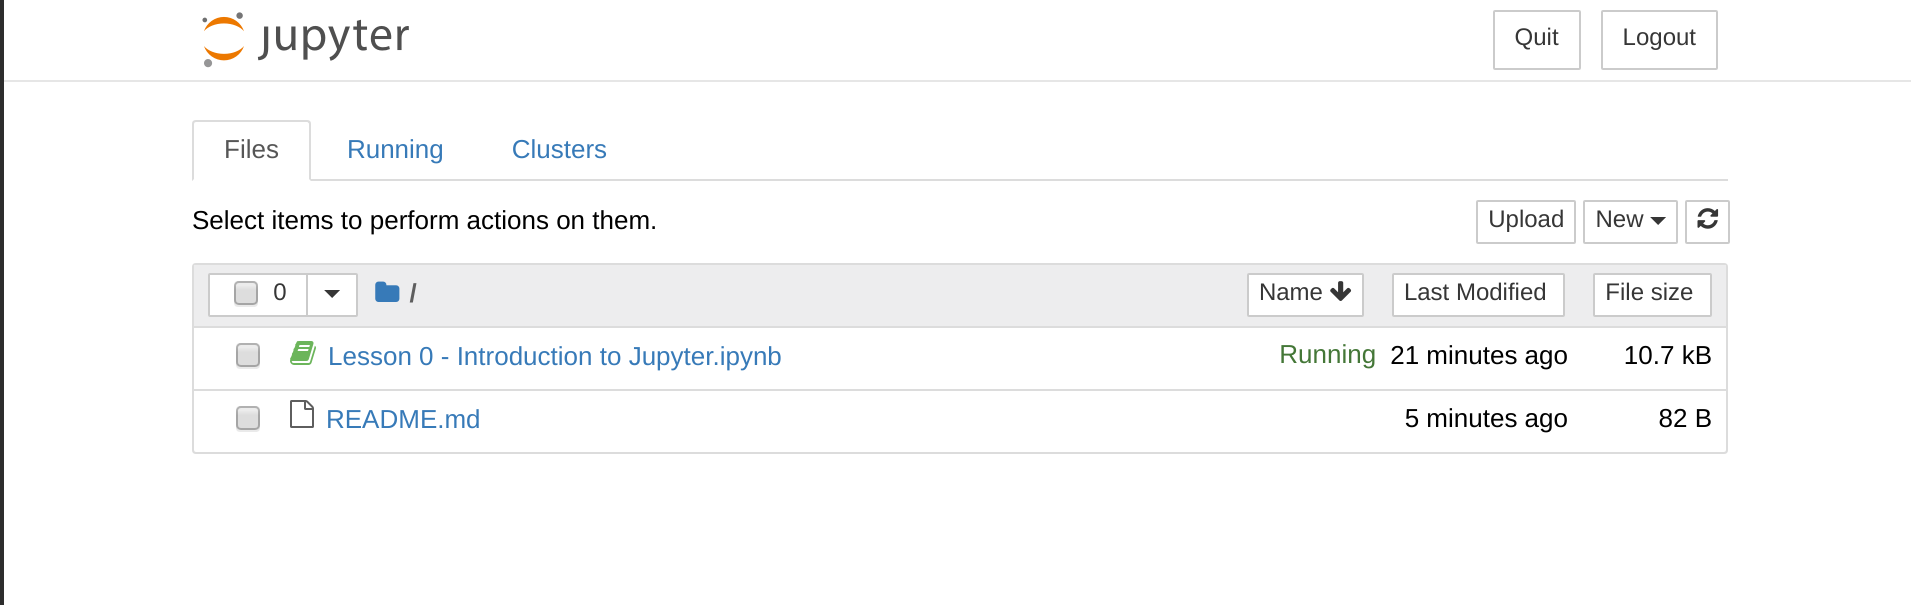 jupyter
Quit
Logout
Files
Running
Clusters
Select items to perform actions on them.
Upload
New
0
/
Name
Last Modified
File size
Lesson 0 - Introduction to Jupyter.ipynb
Running
21 minutes ago
10.7 kB
README.md
5 minutes ago
82 B